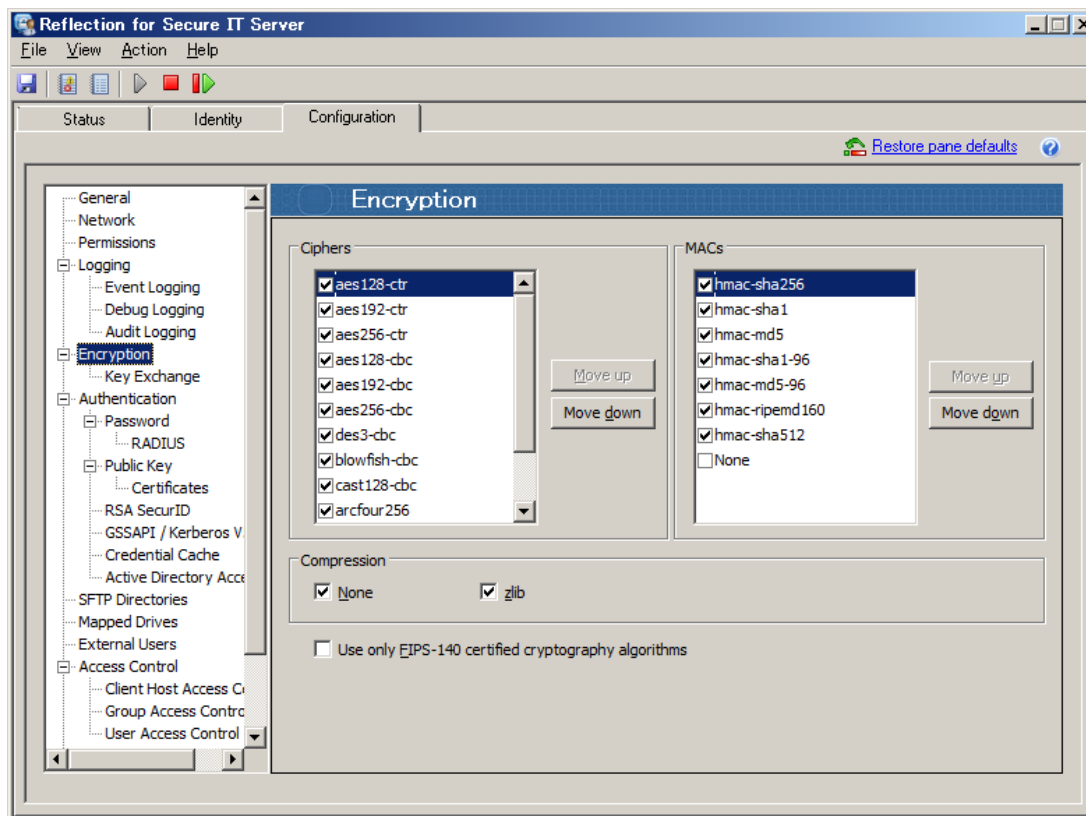 Reflection for Secure IT Server
File View Action Help
Status Identity Configuration
Restore pane defaults
General
Network
Permissions
Logging
Event Logging
Debug Logging
Audit Logging
Encryption
Key Exchange
Authentication
Password
RADIUS
Public Key
Certificates
RSA SecurID
GSSAPI / Kerberos V
Credential Cache
Active Directory Acce
SFTP Directories
Mapped Drives
External Users
Access Control
Client Host Access C
Group Access Contro
User Access Control
Encryption
Ciphers
aes128-ctr
aes192-ctr
aes256-ctr
aes128-cbc
aes192-cbc
aes256-cbc
des3-cbc
blowfish-cbc
cast128-cbc
arcfour256
Move up
Move down
MACs
hmac-sha256
hmac-sha1
hmac-md5
hmac-sha1-96
hmac-md5-96
hmac-ripemd160
hmac-sha512
None
Move up
Move down
Compression
None zlib
Use only FIPS-140 certified cryptography algorithms